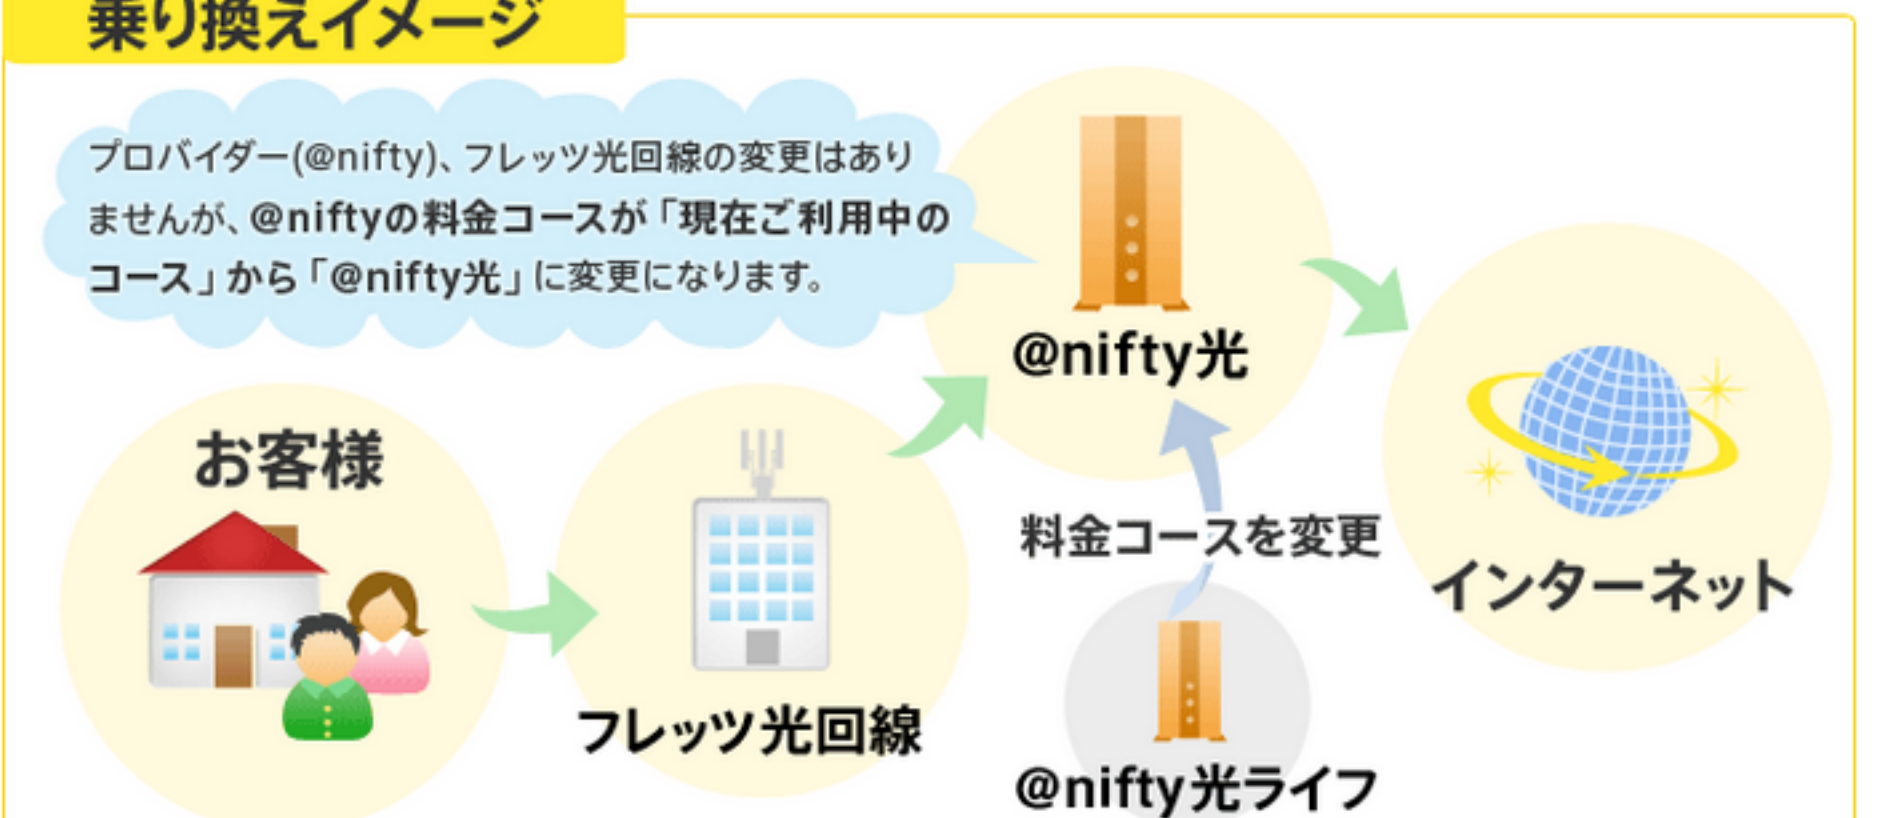 乗り換えイメージ
プロバイダー(@nifty)、フレッツ光回線の変更はあり
ませんが、@niftyの料金コースが「現在ご利用中の
コース」から「@nifty光」に変更になります。
@nifty光
お客様
料金コースを変更
インターネット
フレッツ光回線
@nifty光ライフ